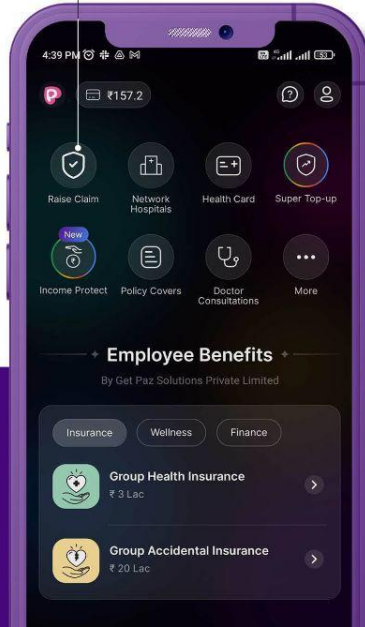 4:39 PM
53
₹157.2
Raise Claim
Network
Hospitals
Health Card
Super Top-up
New
Income Protect
Policy Covers
Doctor
Consultations
More
Employee Benefits
By Get Paz Solutions Private Limited
Insurance
Wellness
Finance
Group Health Insurance
₹ 3 Lac
Group Accidental Insurance
₹ 20 Lac